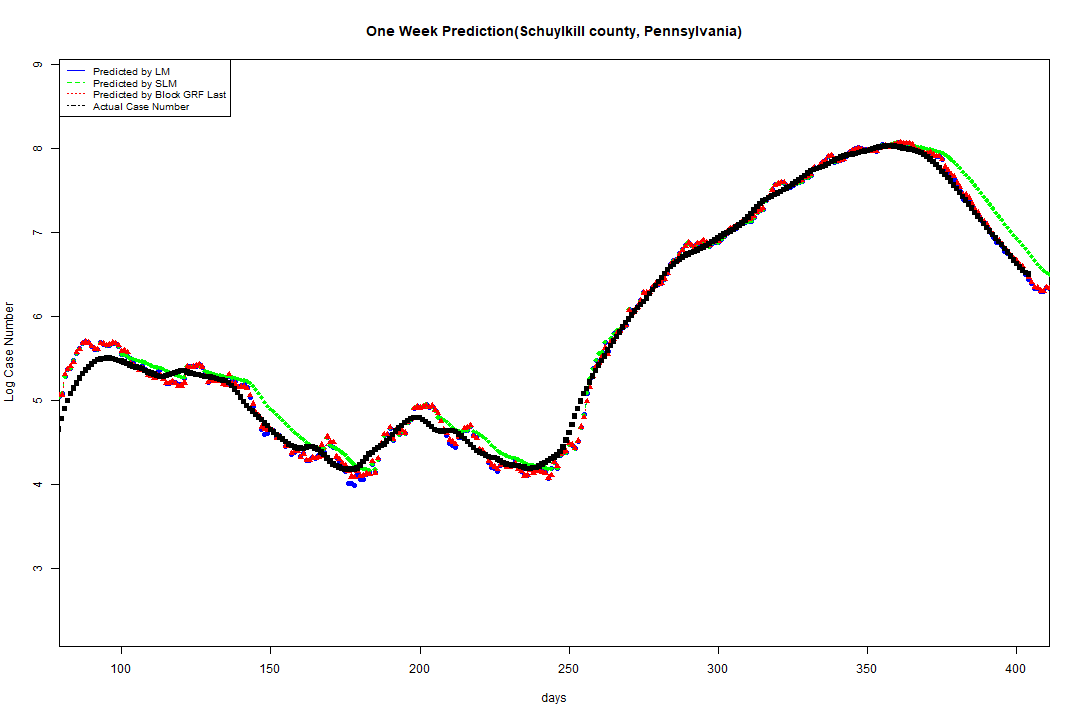 One Week Prediction(Schuylkill county, Pennsylvania)
Predicted by LM
Predicted by SLM
Predicted by Block GRF Last
Actual Case Number
9
8
7
6
5
4
3
Log Case Number
100 150 200 250 300 350 400
days